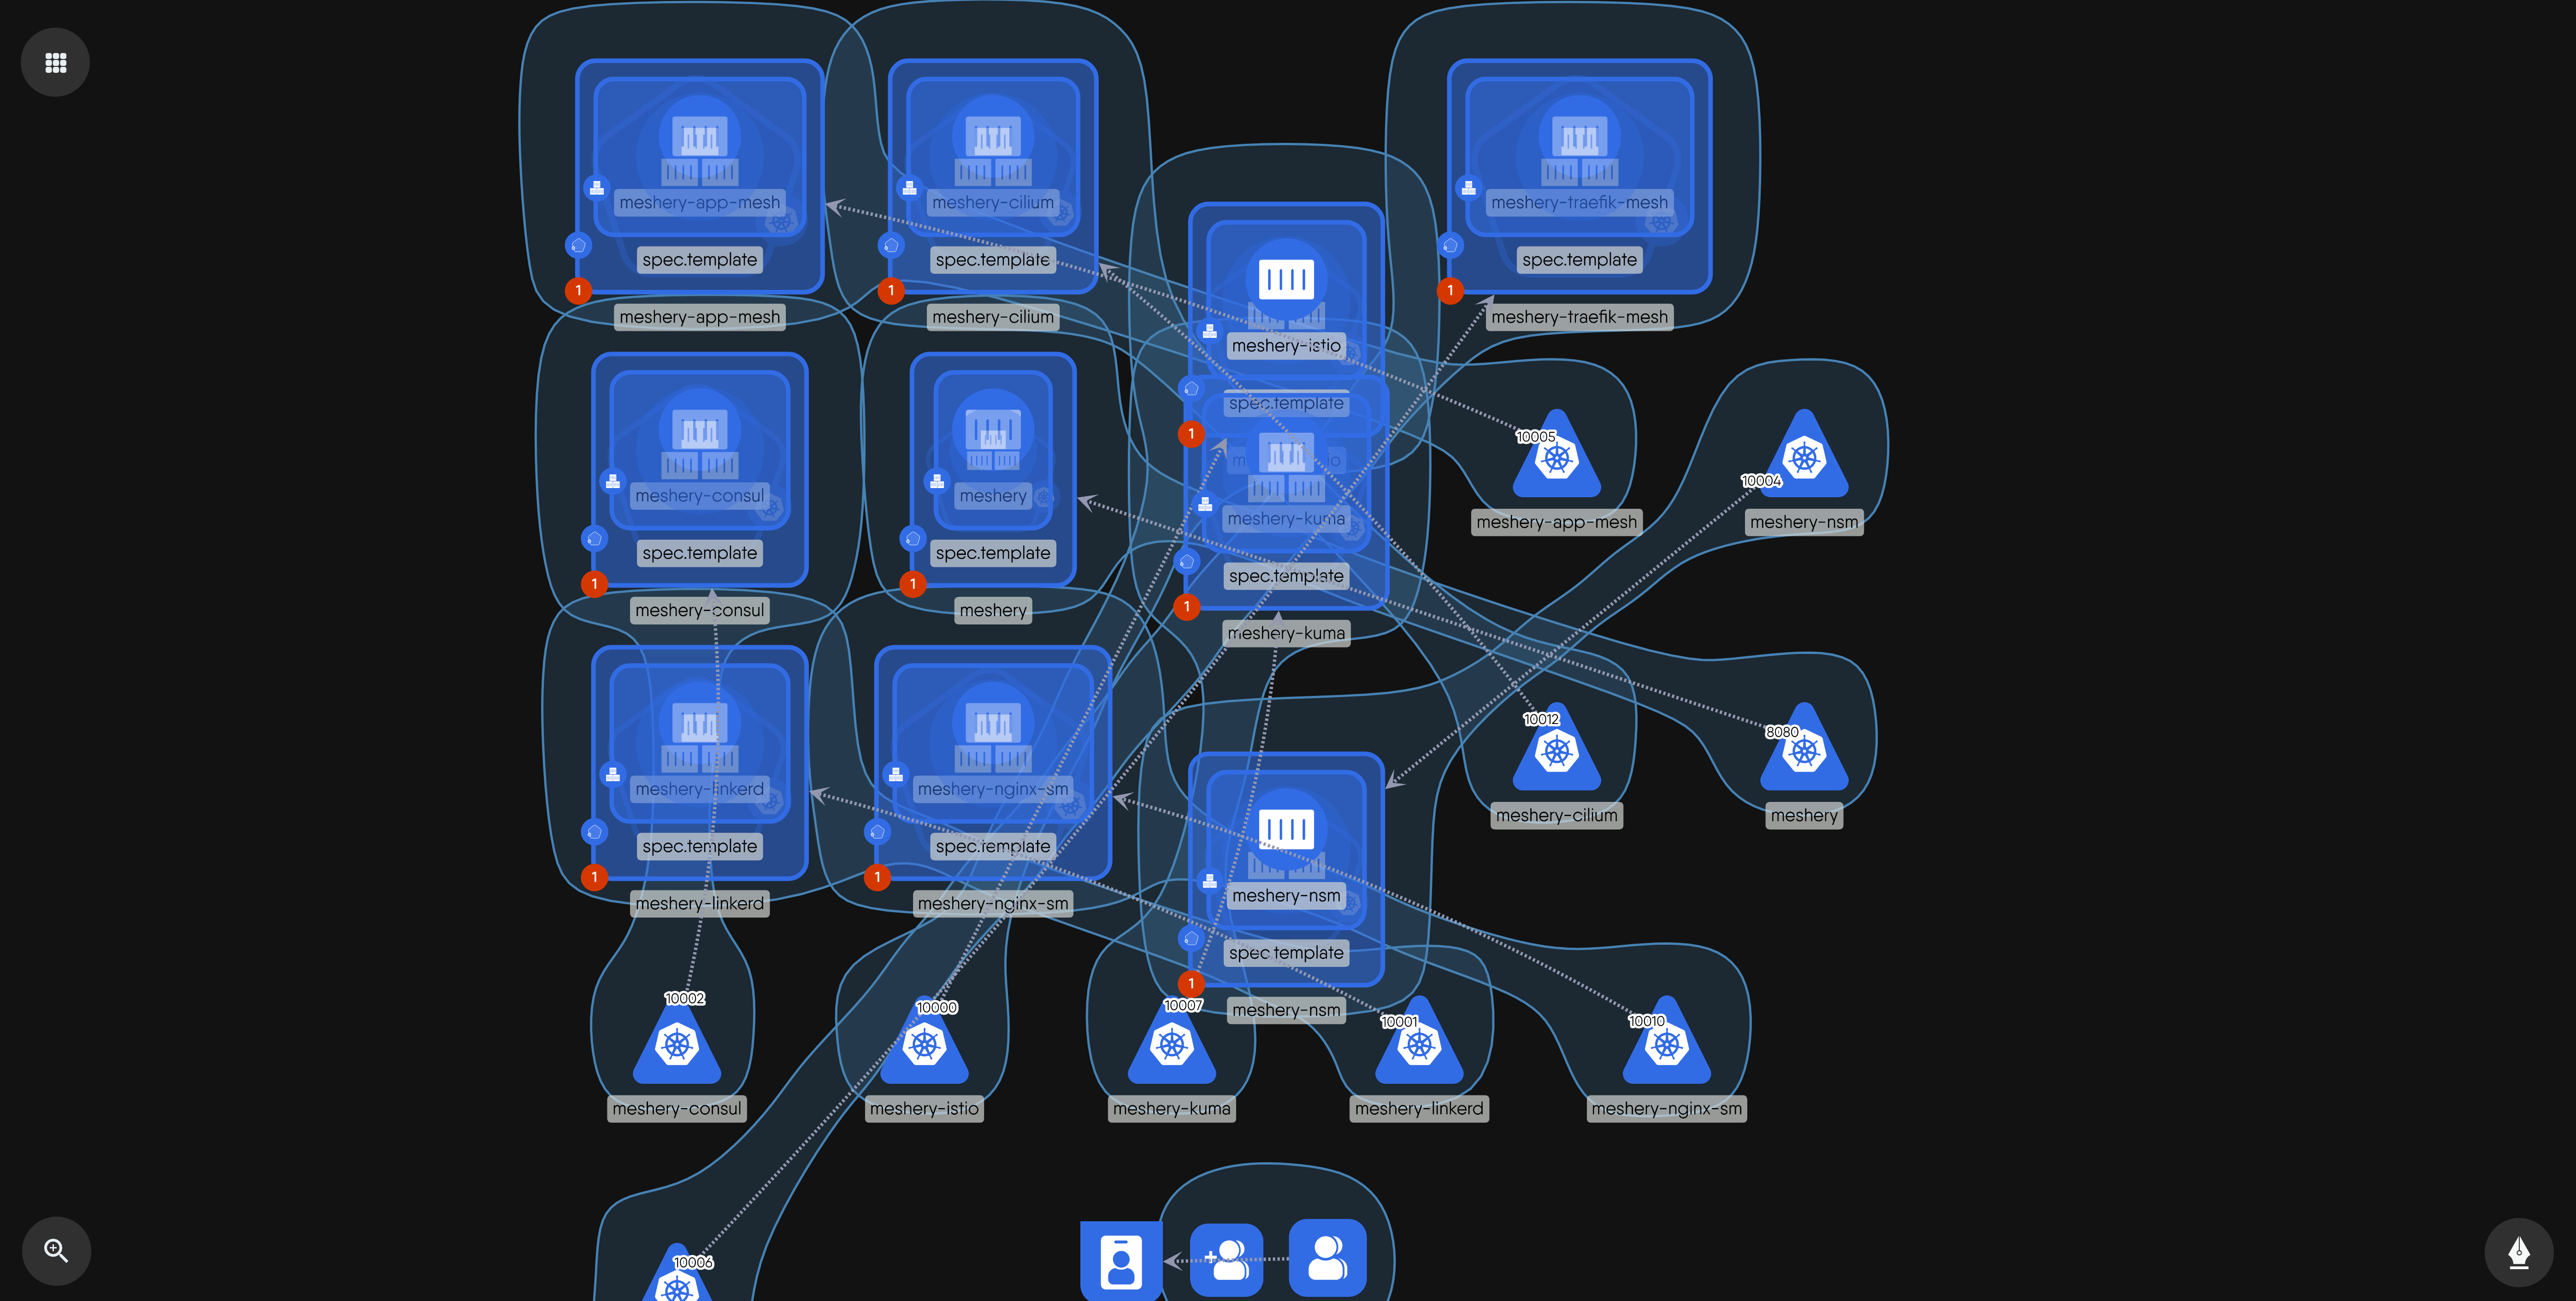 meshery-app-mesh
spec.template
1
meshery-app-mesh
meshery-cilium
spec.template
1
meshery-cilium
meshery-traefik-mesh
spec.template
1
meshery-traefik-mesh
meshery-istio
spec.template
1
meshery-kuma
spec.template
1
meshery-kuma
meshery-consul
spec.template
1
meshery-consul
meshery
spec.template
1
meshery
10005
meshery-app-mesh
10004
meshery-nsm
meshery-linkerd
spec.template
1
meshery-linkerd
meshery-nginx-sm
spec.template
1
meshery-nginx-sm
meshery-nsm
spec.template
1
meshery-nsm
10012
meshery-cilium
8080
meshery
10002
meshery-consul
10000
meshery-istio
10007
meshery-kuma
10001
meshery-linkerd
10010
meshery-nginx-sm
10006